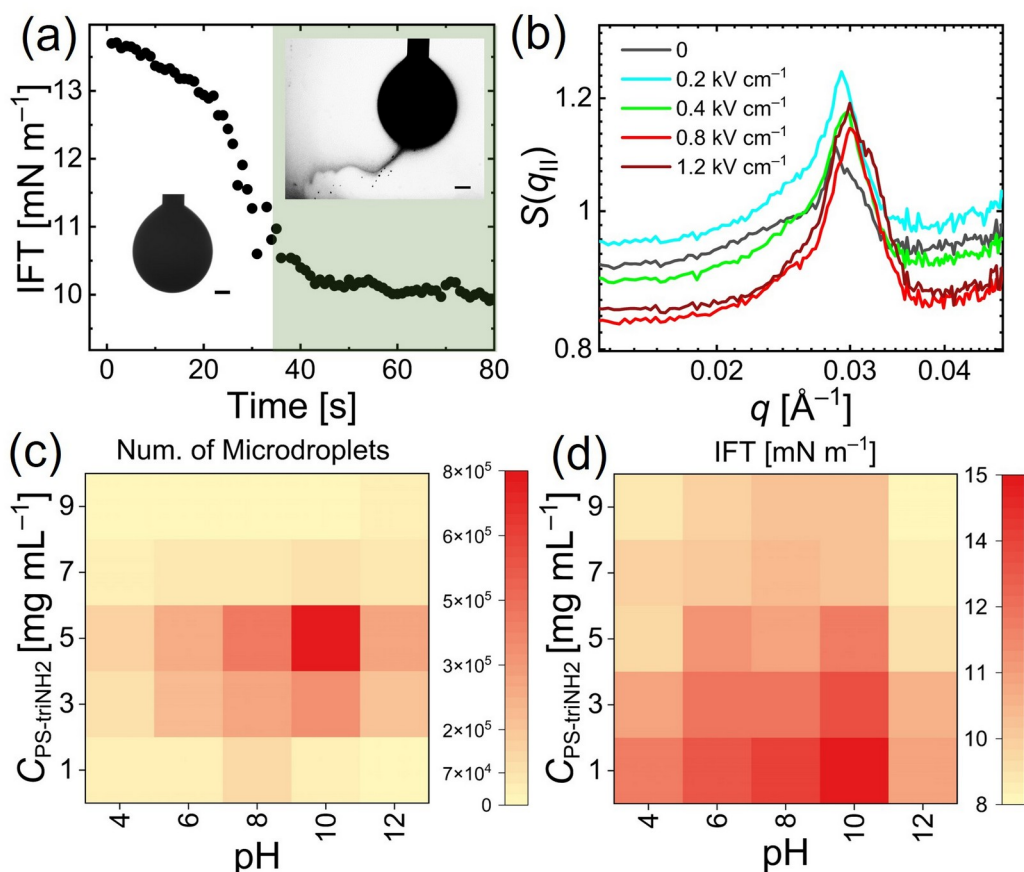 (a)
IFT [mN m⁻¹]
13
12
11
10
0 20 40 60 80
Time [s]
(b)
0
0.2 kV cm⁻¹
0.4 kV cm⁻¹
0.8 kV cm⁻¹
1.2 kV cm⁻¹
S(q_II)
1.2
1
0.8
0.02 0.03 0.04
q [Å⁻¹]
(c)
Num. of Microdroplets
C_PS-triNH2 [mg mL⁻¹]
9
7
5
3
1
4 6 8 10 12
pH
8×10⁵
6×10⁵
5×10⁵
3×10⁵
2×10⁵
7×10⁴
0
(d)
IFT [mN m⁻¹]
C_PS-triNH2 [mg mL⁻¹]
9
7
5
3
1
4 6 8 10 12
pH
15
13
12
11
10
9
8